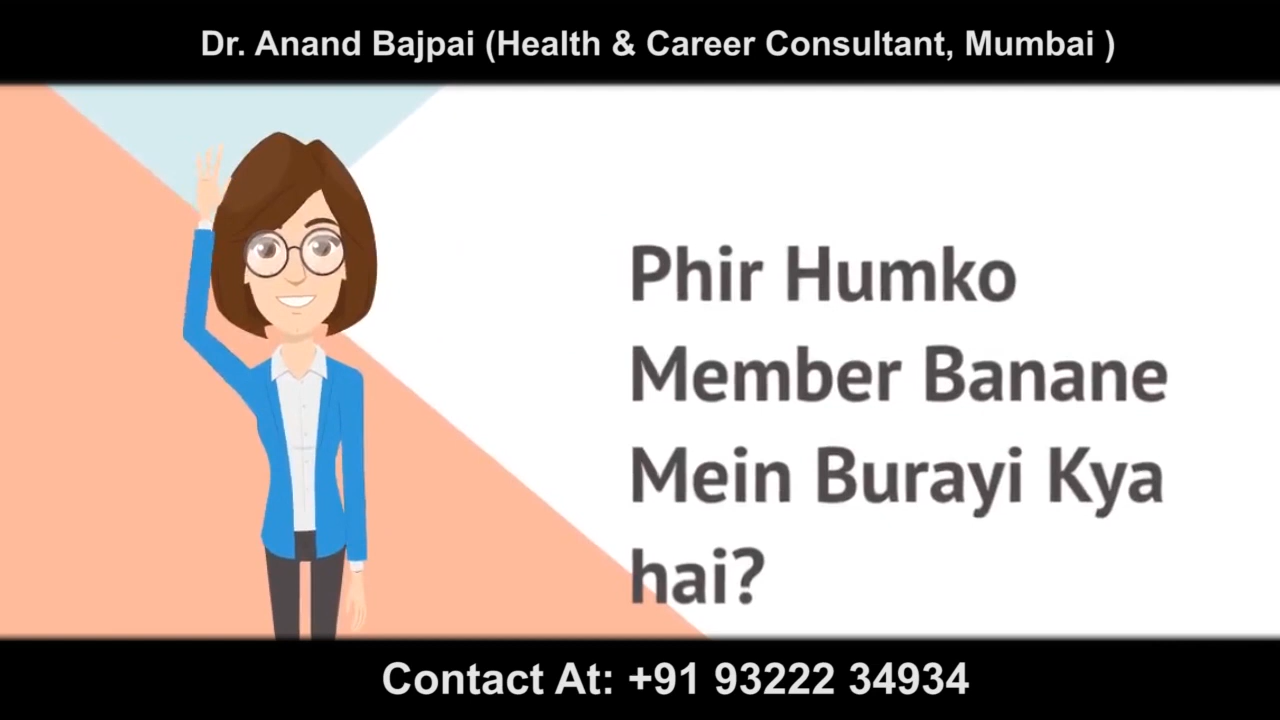 Dr. Anand Bajpai (Health & Career Consultant, Mumbai )
Phir Humko
Member Banane
Mein Burayi Kya
hai?
Contact At: +91 93222 34934